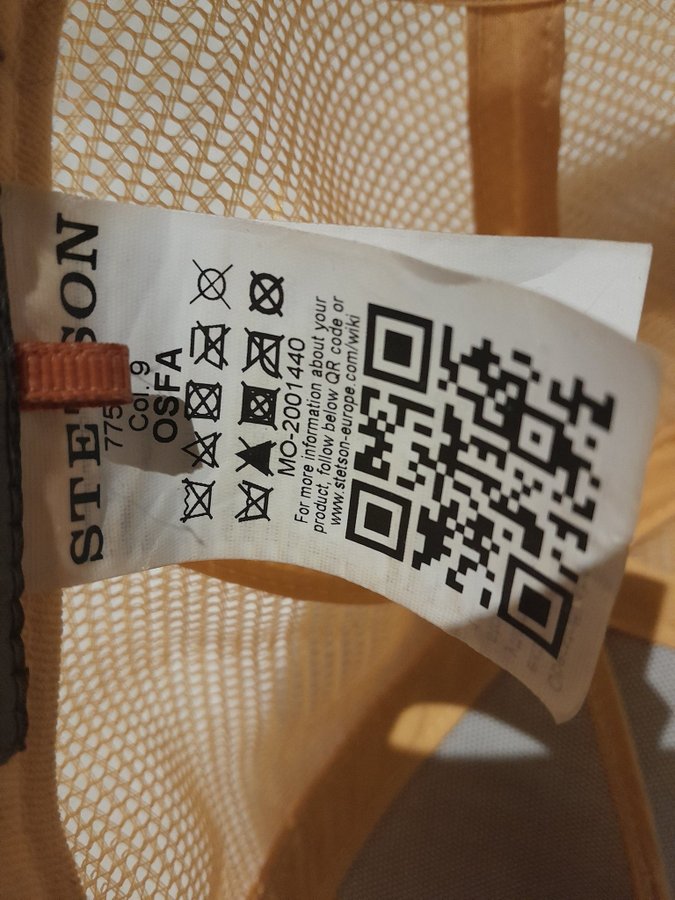 775
Col. 9
OSFA
MO-2001440
For more information about your
product, follow below QR code or
www.stetson-europe.com/wiki